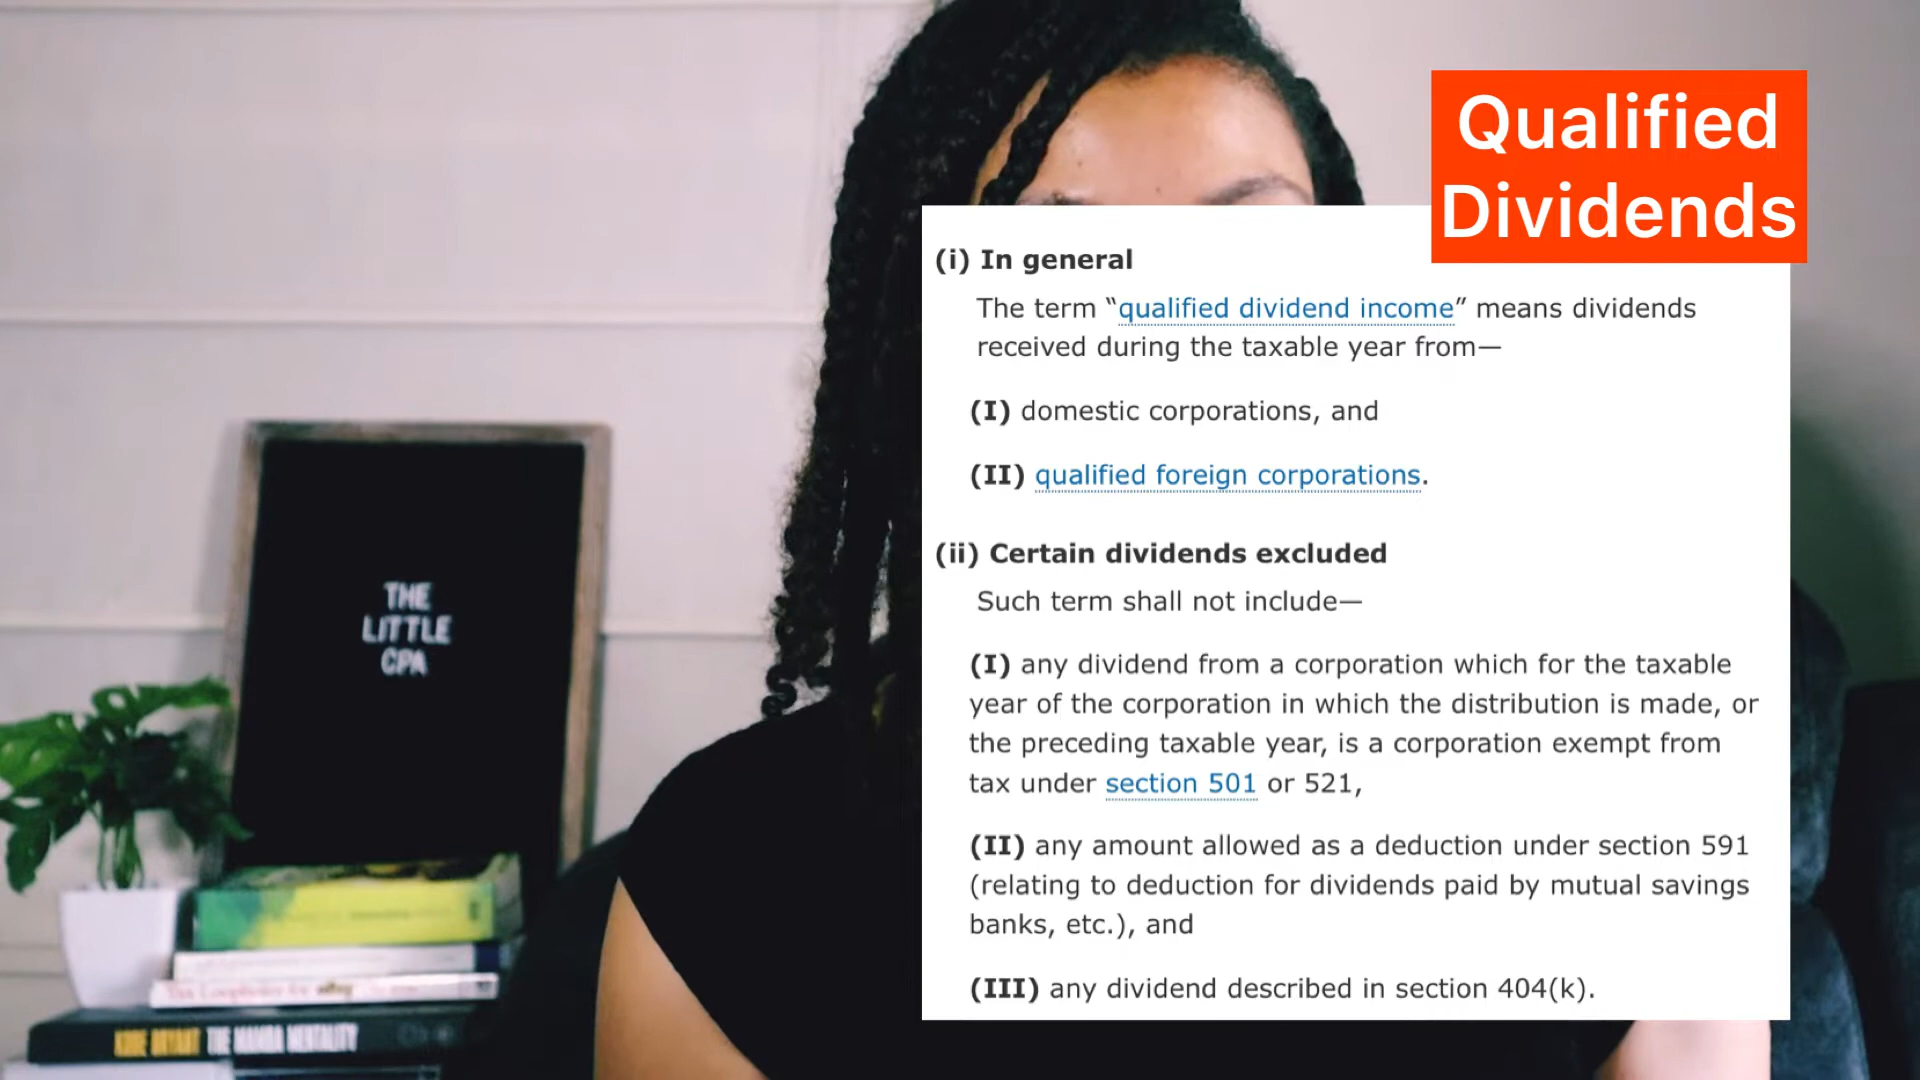 Qualified
Dividends
(i) In general
The term “qualified dividend income” means dividends
received during the taxable year from—
(I) domestic corporations, and
(II) qualified foreign corporations.
(ii) Certain dividends excluded
Such term shall not include—
(I) any dividend from a corporation which for the taxable
year of the corporation in which the distribution is made, or
the preceding taxable year, is a corporation exempt from
tax under section 501 or 521,
(II) any amount allowed as a deduction under section 591
(relating to deduction for dividends paid by mutual savings
banks, etc.), and
(III) any dividend described in section 404(k).
THE
LITTLE
CPA
KOBE BRYANT THE MAMBA MENTALITY